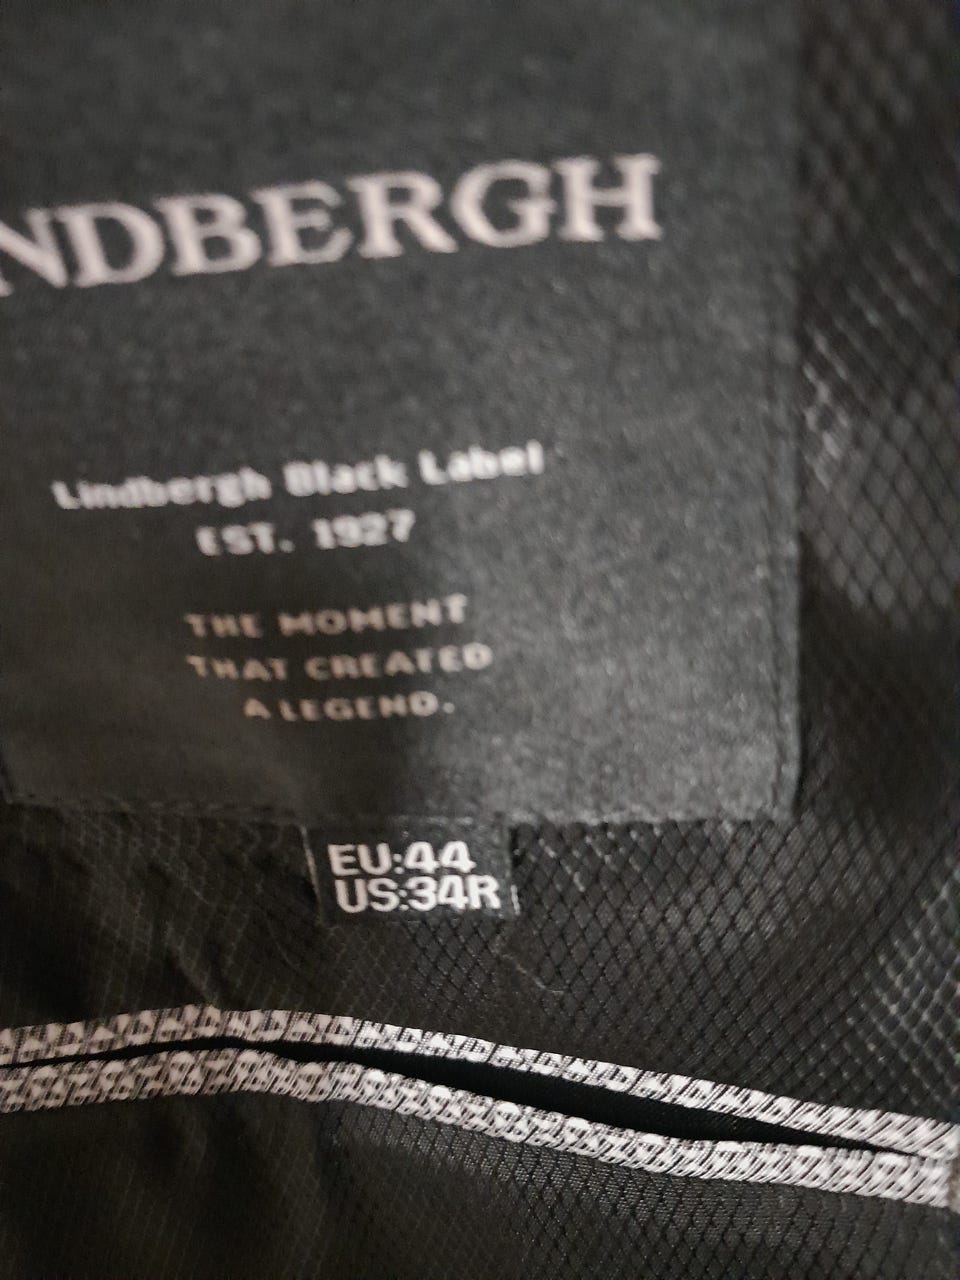 NDBERGH
Lindbergh Black Label
EST. 1927
THE MOMENT
THAT CREATED
A LEGEND.
EU:44
US:34R